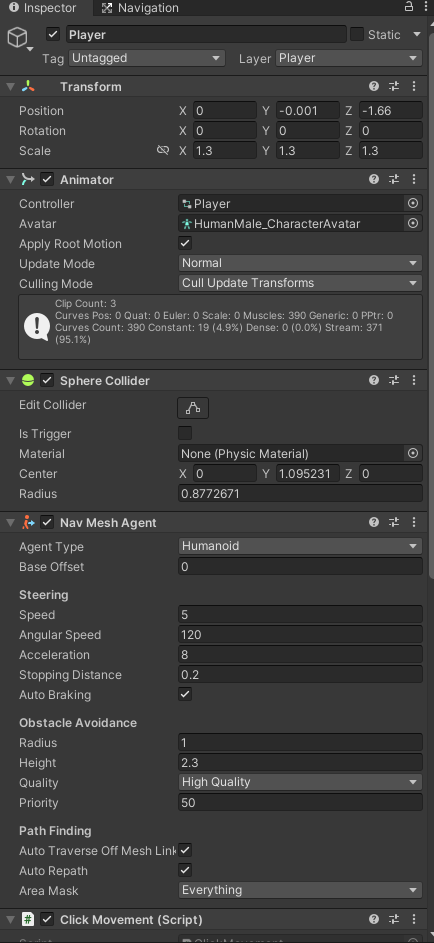 Inspector Navigation
Player Static
Tag Untagged Layer Player
Transform
Position X 0 Y -0.001 Z -1.66
Rotation X 0 Y 0 Z 0
Scale X 1.3 Y 1.3 Z 1.3
Animator
Controller Player
Avatar HumanMale_CharacterAvatar
Apply Root Motion
Update Mode Normal
Culling Mode Cull Update Transforms
Clip Count: 3
Curves Pos: 0 Quat: 0 Euler: 0 Scale: 0 Muscles: 390 Generic: 0 PPtr: 0
Curves Count: 390 Constant: 19 (4.9%) Dense: 0 (0.0%) Stream: 371
(95.1%)
Sphere Collider
Edit Collider
Is Trigger
Material None (Physic Material)
Center X 0 Y 1.095231 Z 0
Radius 0.8772671
Nav Mesh Agent
Agent Type Humanoid
Base Offset 0
Steering
Speed 5
Angular Speed 120
Acceleration 8
Stopping Distance 0.2
Auto Braking
Obstacle Avoidance
Radius 1
Height 2.3
Quality High Quality
Priority 50
Path Finding
Auto Traverse Off Mesh Link
Auto Repath
Area Mask Everything
# Click Movement (Script)
Script ClickMovement